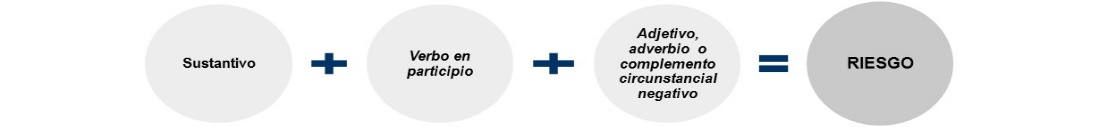 Sustantivo
+
Verbo en
participio
+
Adjetivo,
adverbio o
complemento
circunstancial
negativo
=
RIESGO